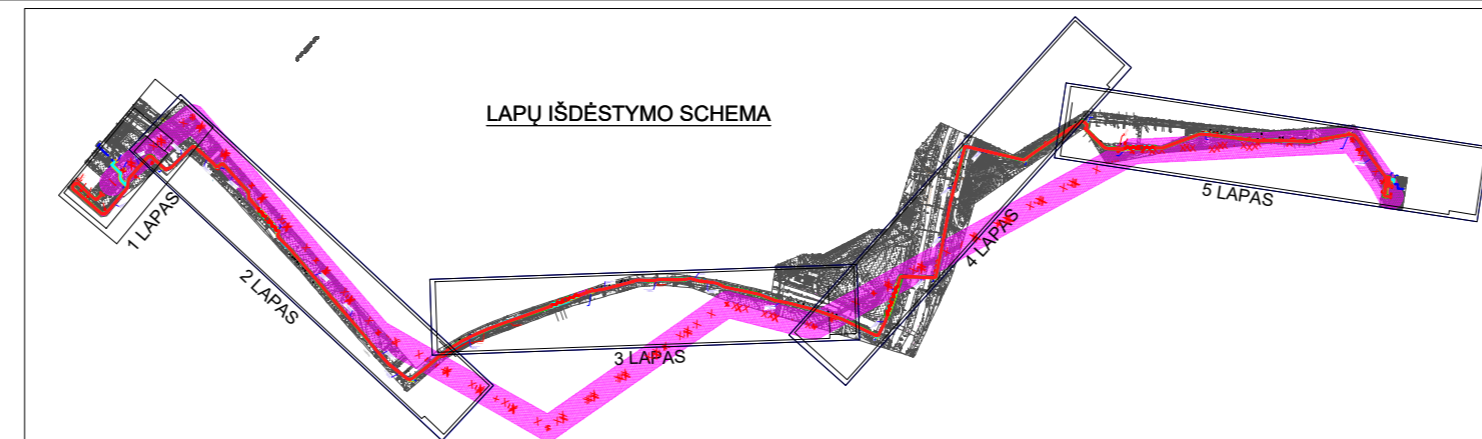 LAPŲ IŠDĖSTYMO SCHEMA
1 LAPAS
2 LAPAS
3 LAPAS
4 LAPAS
5 LAPAS